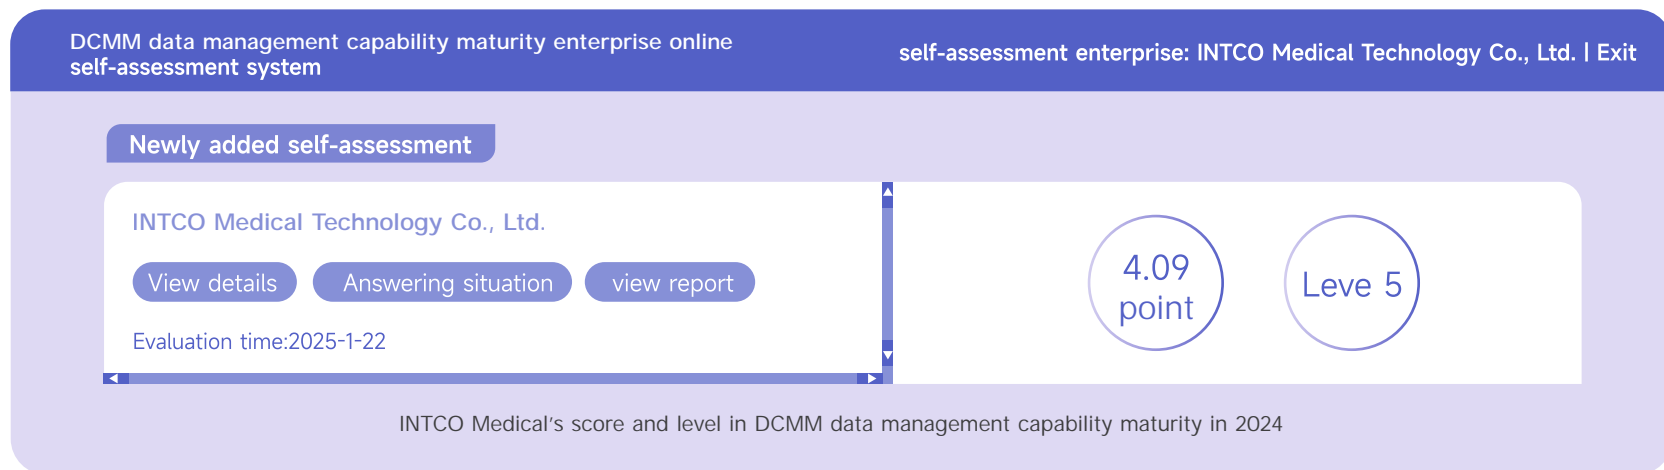 DCMM data management capability maturity enterprise online
self-assessment system
self-assessment enterprise: INTCO Medical Technology Co., Ltd. | Exit
Newly added self-assessment
INTCO Medical Technology Co., Ltd.
View details
Answering situation
view report
Evaluation time:2025-1-22
4.09
point
Leve 5
INTCO Medical's score and level in DCMM data management capability maturity in 2024